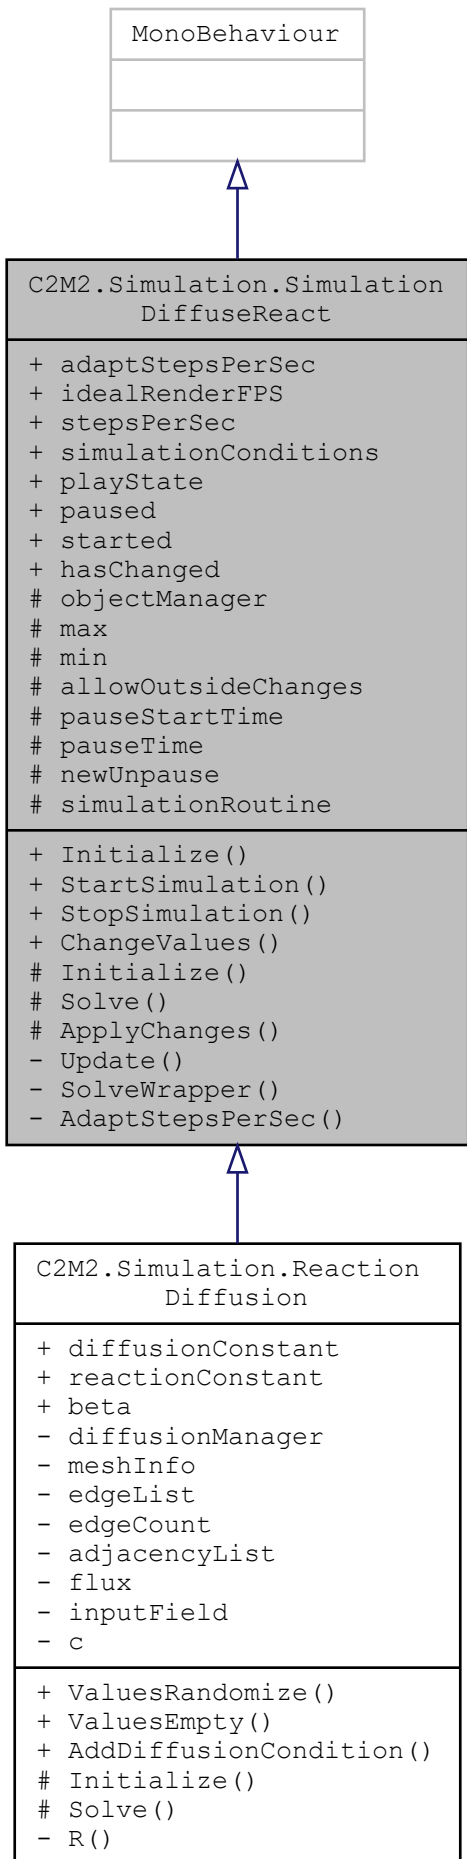 MonoBehaviour
C2M2.Simulation.Simulation
DiffuseReact
+ adaptStepsPerSec
+ idealRenderFPS
+ stepsPerSec
+ simulationConditions
+ playState
+ paused
+ started
+ hasChanged
# objectManager
# max
# min
# allowOutsideChanges
# pauseStartTime
# pauseTime
# newUnpause
# simulationRoutine
+ Initialize()
+ StartSimulation()
+ StopSimulation()
+ ChangeValues()
# Initialize()
# Solve()
# ApplyChanges()
- Update()
- SolveWrapper()
- AdaptStepsPerSec()
C2M2.Simulation.Reaction
Diffusion
+ diffusionConstant
+ reactionConstant
+ beta
- diffusionManager
- meshInfo
- edgeList
- edgeCount
- adjacencyList
- flux
- inputField
- c
+ ValuesRandomize()
+ ValuesEmpty()
+ AddDiffusionCondition()
# Initialize()
# Solve()
- R()